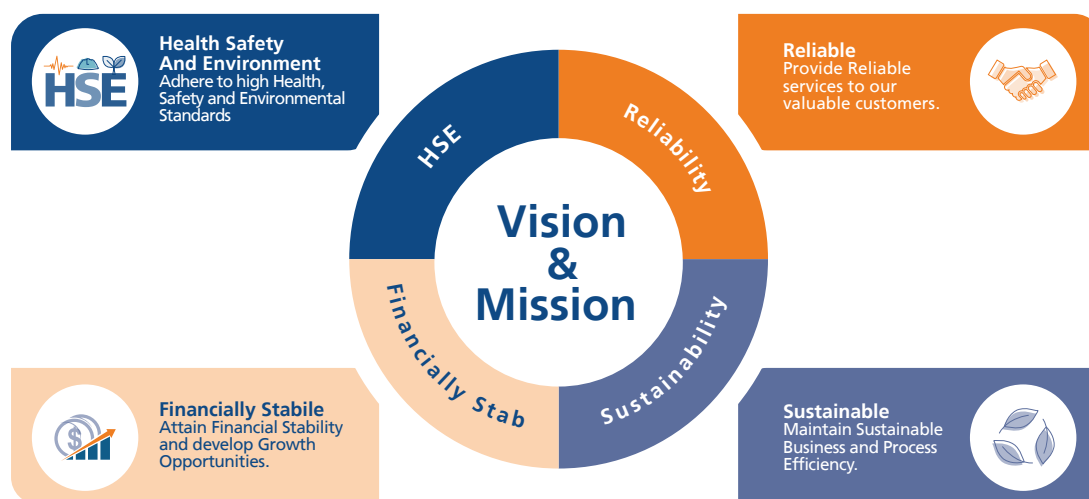 HSE
Health Safety
And Environment
Adhere to high Health,
Safety and Environmental
Standards
Reliable
Provide Reliable
services to our
valuable customers.
HSE
Reliability
Vision
&
Mission
Financially Stab
Sustainability
Financially Stabile
Attain Financial Stability
and develop Growth
Opportunities.
$
Sustainable
Maintain Sustainable
Business and Process
Efficiency.